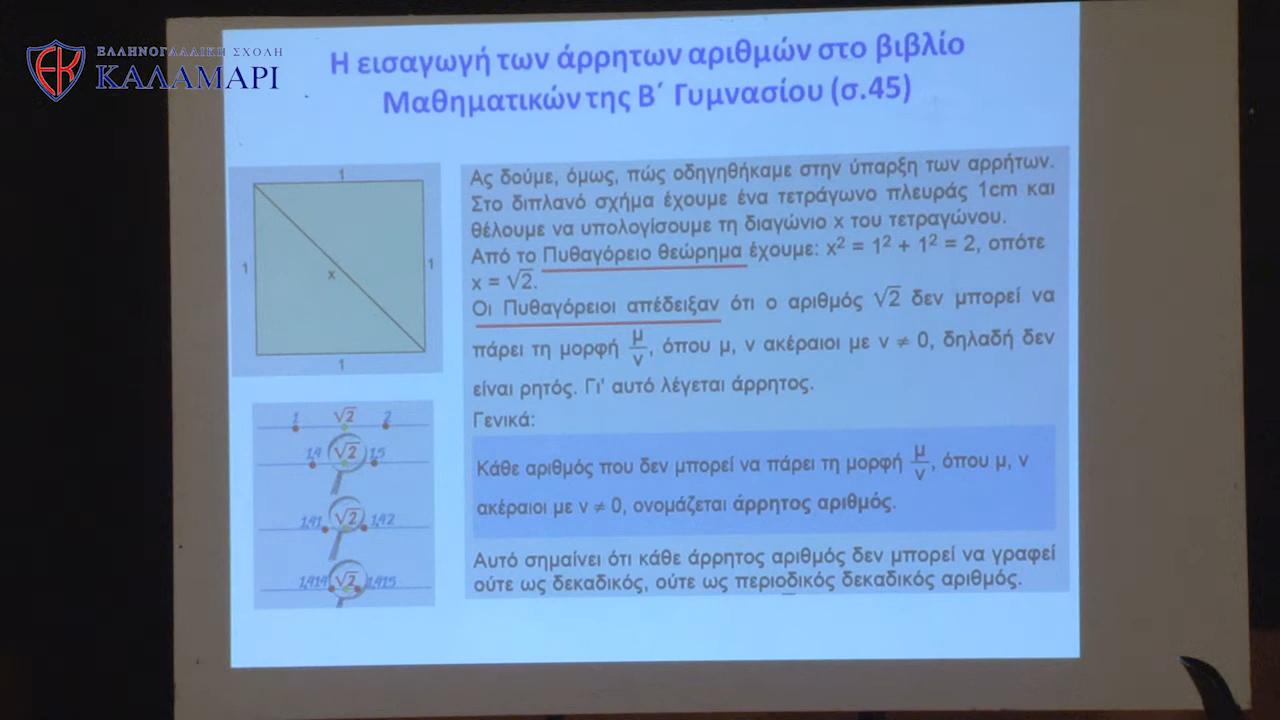 ΕΛΛΗΝΟΓΑΛΛΙΚΗ ΣΧΟΛΗ
ΚΑΛΑΜΑΡΙ
Η εισαγωγή των άρρητων αριθμών στο βιβλίο
Μαθηματικών της Β΄ Γυμνασίου (σ.45)
1
1
x
1
1
Ας δούμε, όμως, πώς οδηγηθήκαμε στην ύπαρξη των αρρήτων.
Στο διπλανό σχήμα έχουμε ένα τετράγωνο πλευράς 1cm και
θέλουμε να υπολογίσουμε τη διαγώνιο x του τετραγώνου.
Από το Πυθαγόρειο θεώρημα έχουμε: x² = 1² + 1² = 2, οπότε
x = √2.
Οι Πυθαγόρειοι απέδειξαν ότι ο αριθμός √2 δεν μπορεί να
πάρει τη μορφή μ/ν, όπου μ, ν ακέραιοι με ν ≠ 0, δηλαδή δεν
είναι ρητός. Γι' αυτό λέγεται άρρητος.
Γενικά:
Κάθε αριθμός που δεν μπορεί να πάρει τη μορφή μ/ν, όπου μ, ν
ακέραιοι με ν ≠ 0, ονομάζεται άρρητος αριθμός.
Αυτό σημαίνει ότι κάθε άρρητος αριθμός δεν μπορεί να γραφεί
ούτε ως δεκαδικός, ούτε ως περιοδικός δεκαδικός αριθμός.
1 √2 2
1,4 √2 1,5
1,41 √2 1,42
1,414 √2 1,415